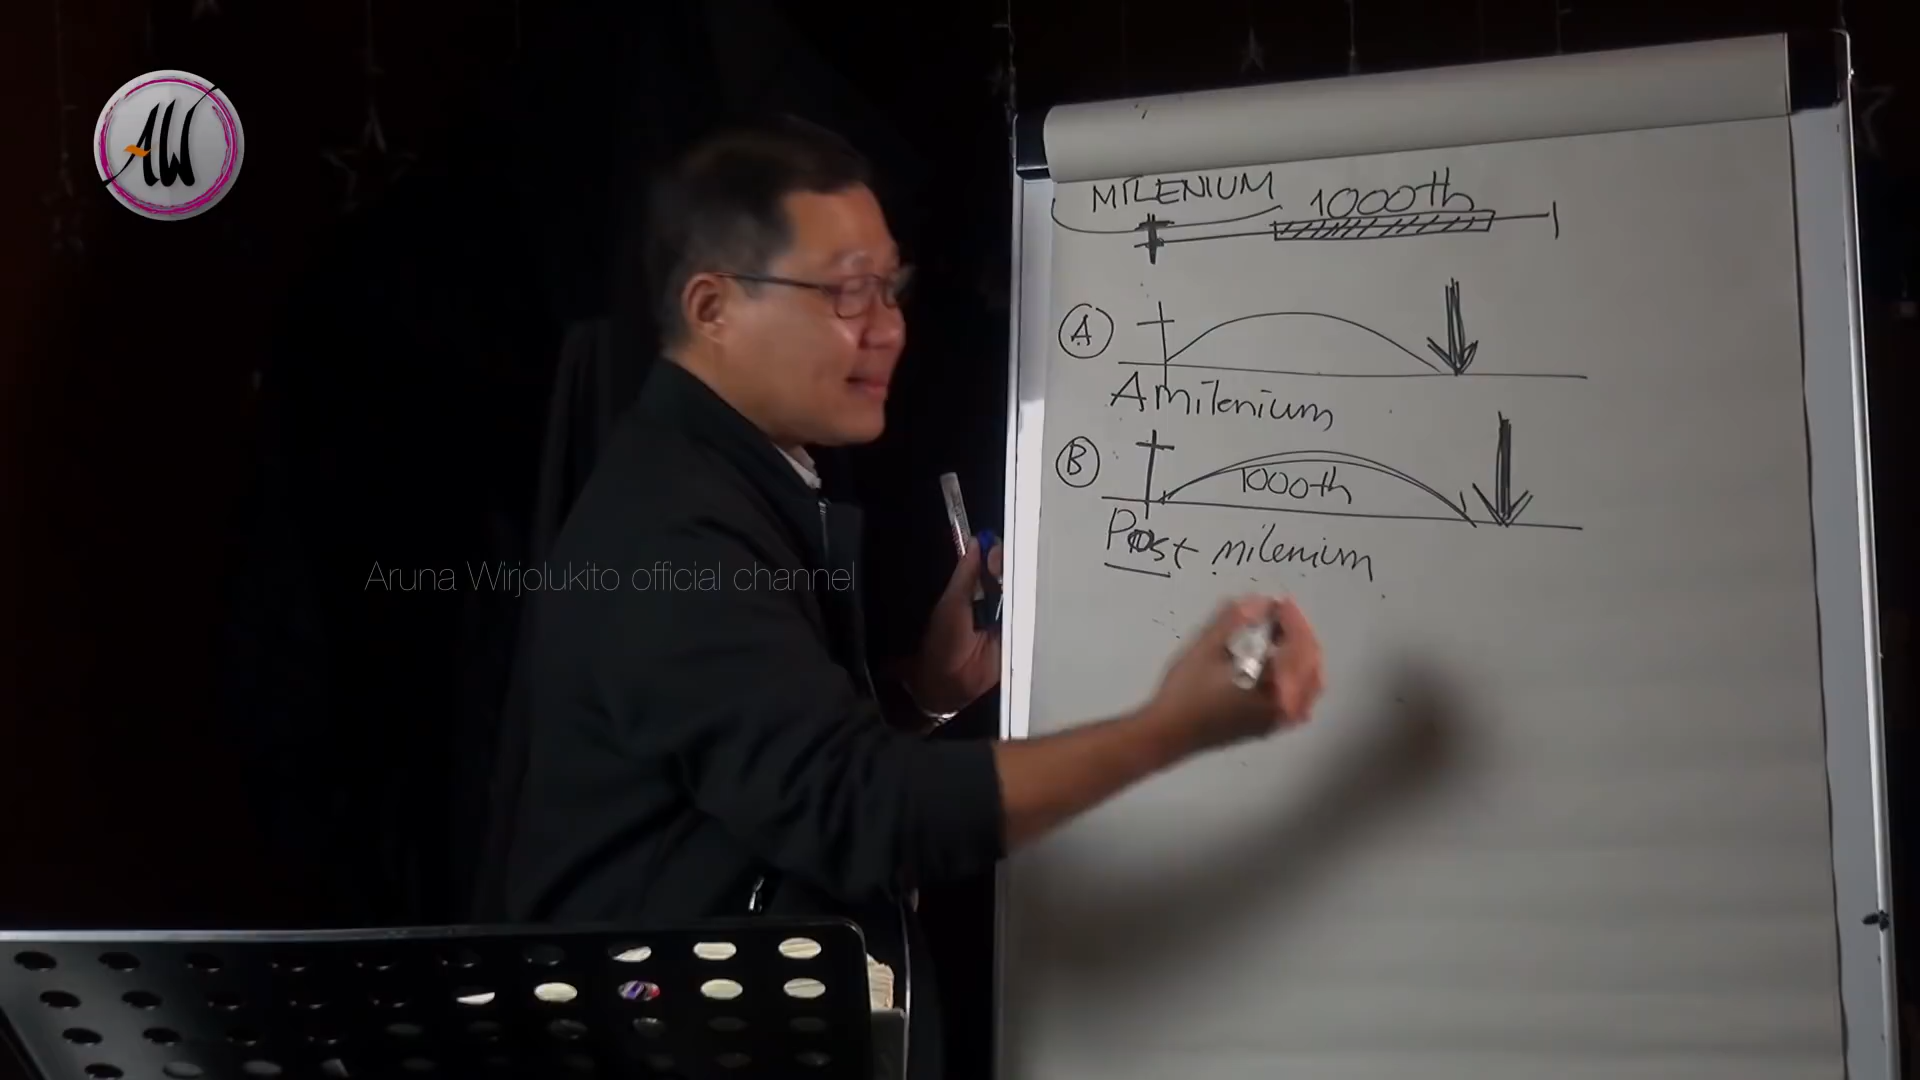 AW
MILENIUM 1000th
A
Amilenium
B
1000th
Post milenium
Aruna Wirjolukito official channel